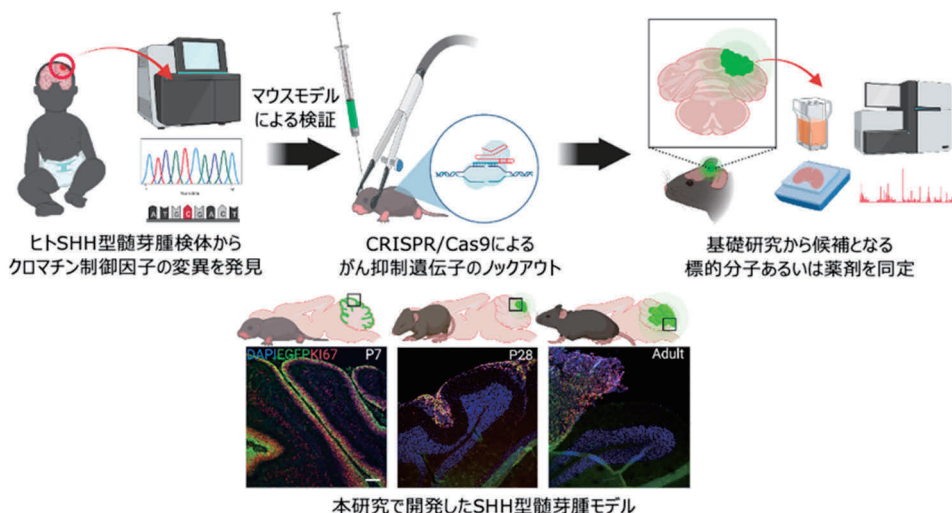 マウスモデル
による検証
A T G C G A C T
ヒトSHH型髄芽腫検体から
クロマチン制御因子の変異を発見
CRISPR/Cas9による
がん抑制遺伝子のノックアウト
基礎研究から候補となる
標的分子あるいは薬剤を同定
DAPI EGFP KI67
P7
P28
Adult
本研究で開発したSHH型髄芽腫モデル